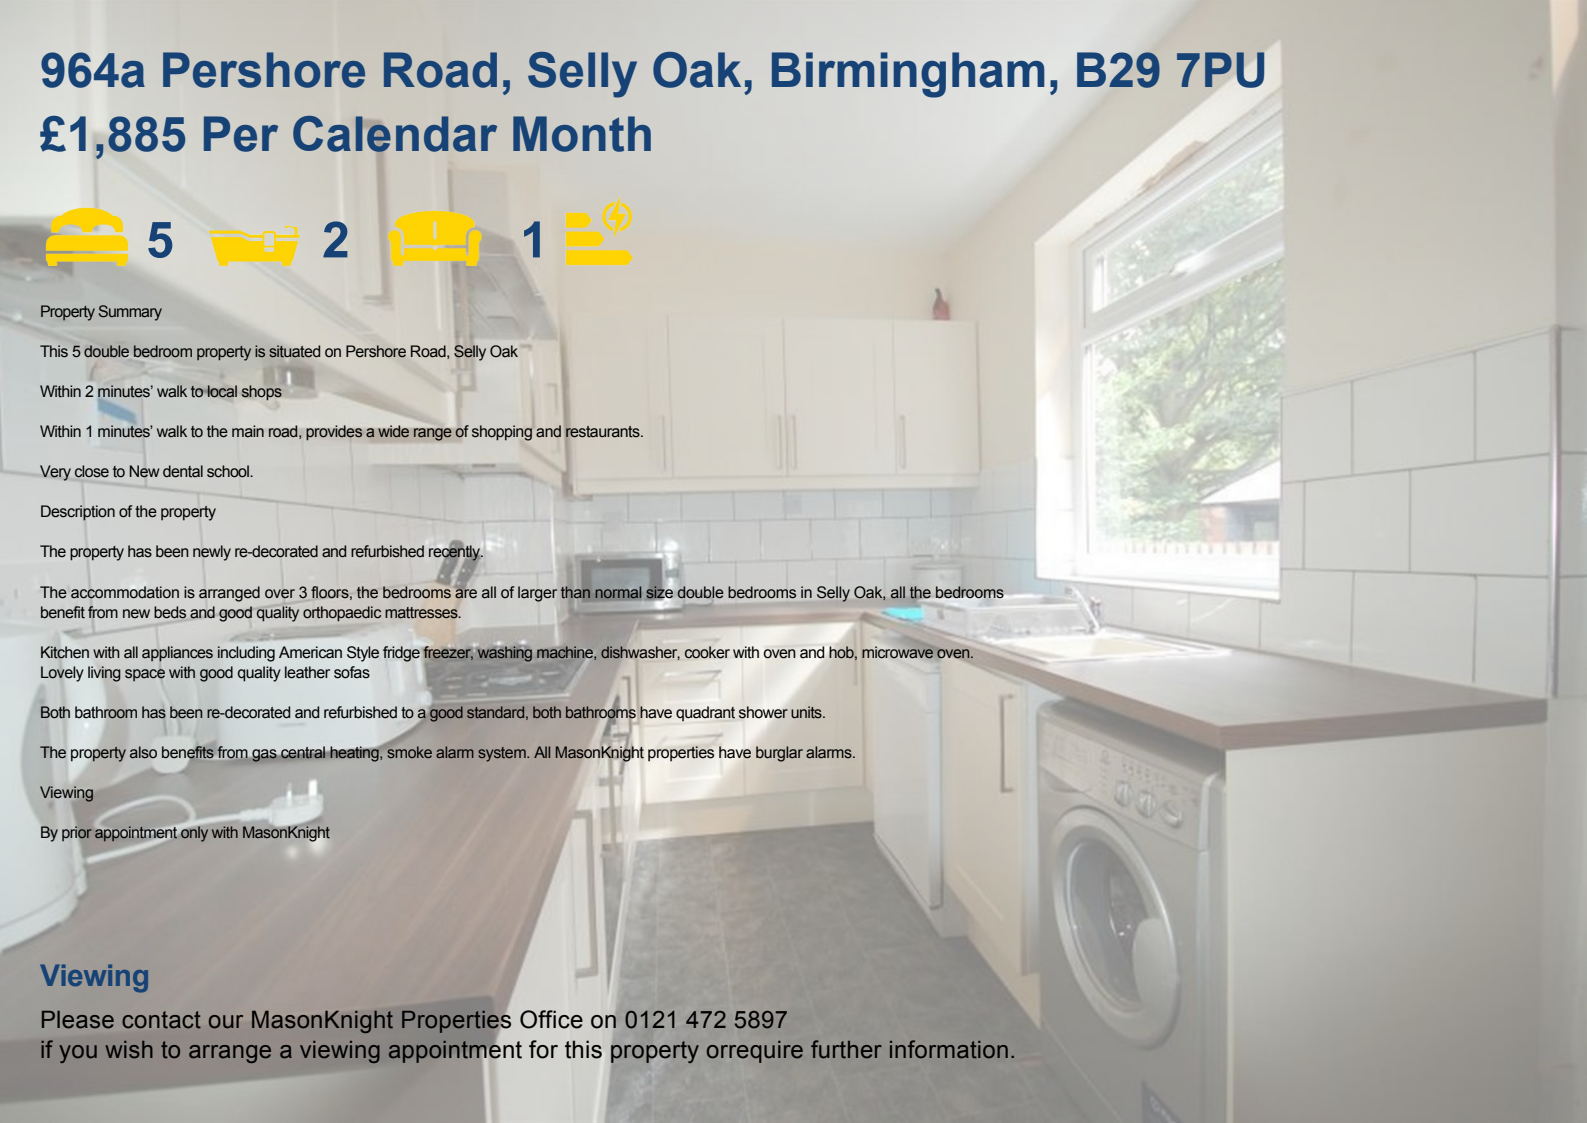 964a Pershore Road, Selly Oak, Birmingham, B29 7PU
£1,885 Per Calendar Month
5 2 1
Property Summary
This 5 double bedroom property is situated on Pershore Road, Selly Oak
Within 2 minutes’ walk to local shops
Within 1 minutes’ walk to the main road, provides a wide range of shopping and restaurants.
Very close to New dental school.
Description of the property
The property has been newly re-decorated and refurbished recently.
The accommodation is arranged over 3 floors, the bedrooms are all of larger than normal size double bedrooms in Selly Oak, all the bedrooms
benefit from new beds and good quality orthopaedic mattresses.
Kitchen with all appliances including American Style fridge freezer, washing machine, dishwasher, cooker with oven and hob, microwave oven.
Lovely living space with good quality leather sofas
Both bathroom has been re-decorated and refurbished to a good standard, both bathrooms have quadrant shower units.
The property also benefits from gas central heating, smoke alarm system. All MasonKnight properties have burglar alarms.
Viewing
By prior appointment only with MasonKnight
Viewing
Please contact our MasonKnight Properties Office on 0121 472 5897
if you wish to arrange a viewing appointment for this property orrequire further information.